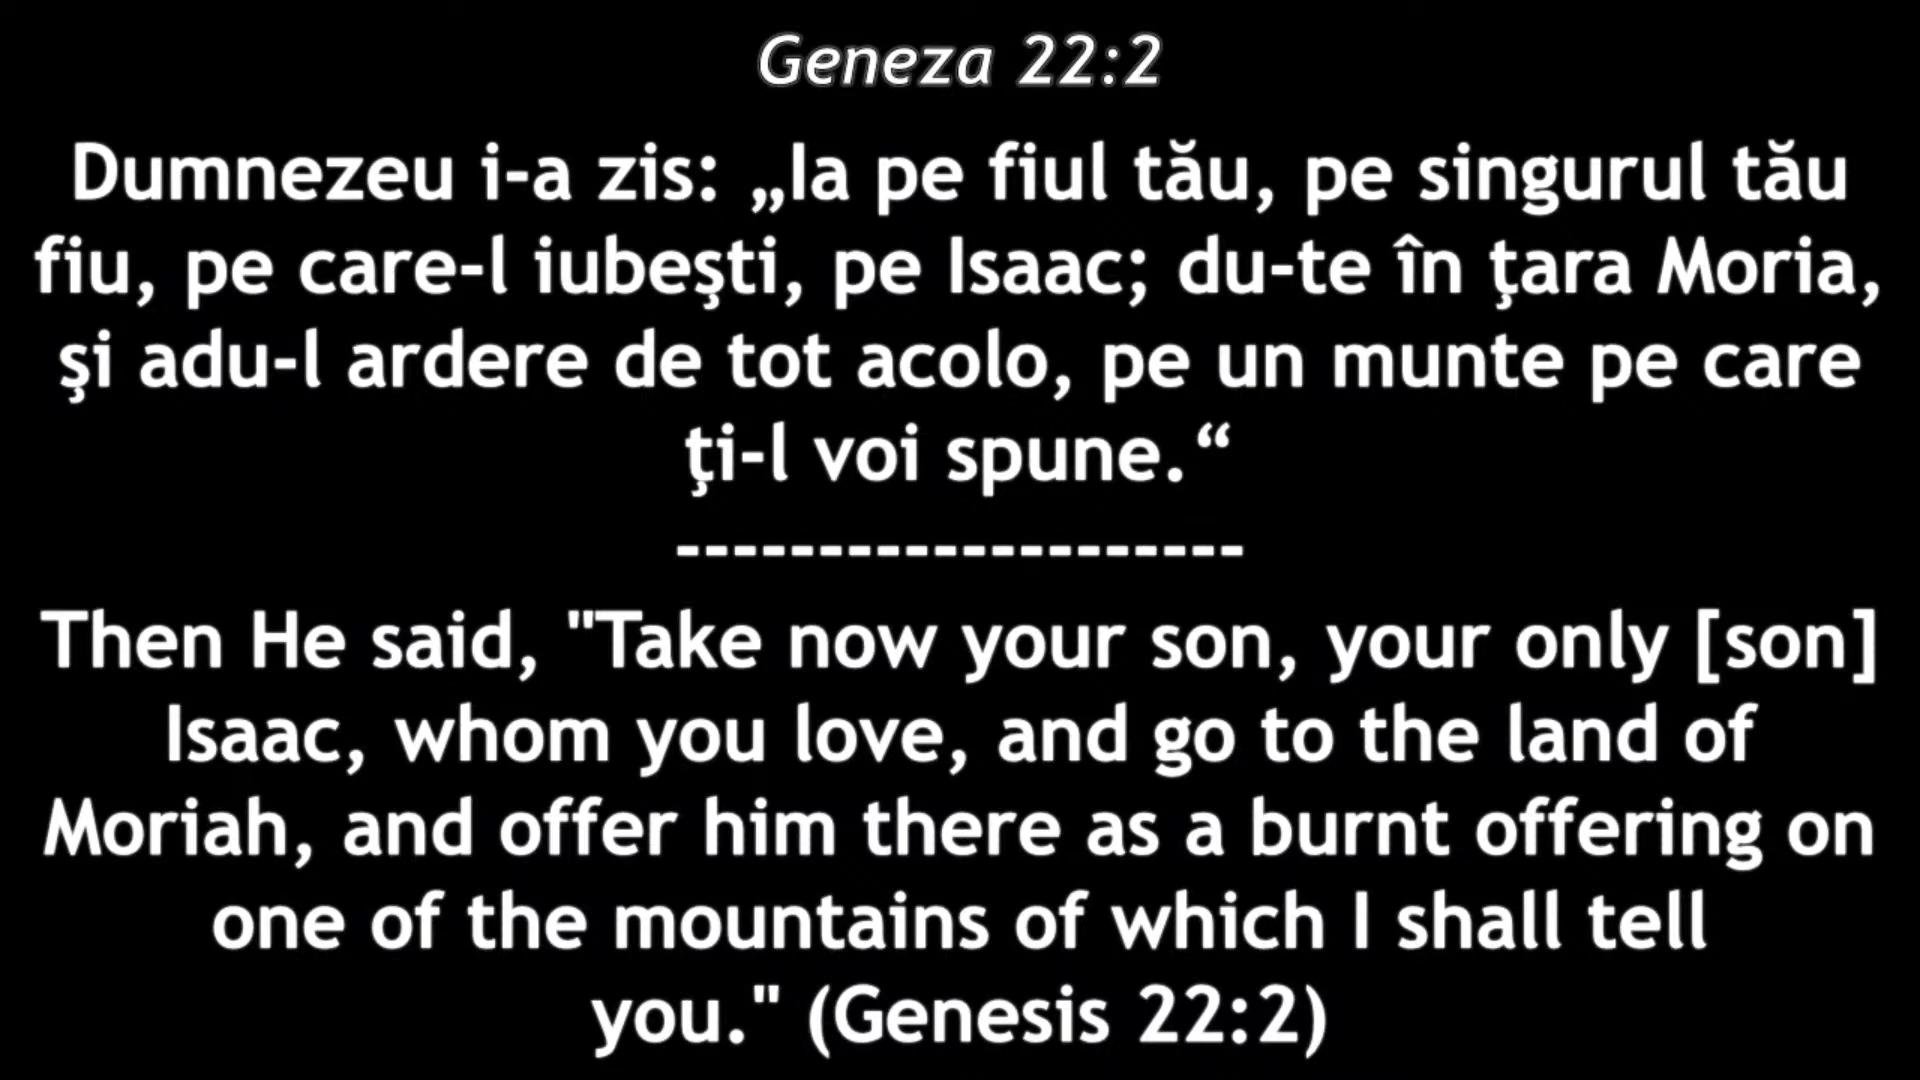 Geneza 22:2
Dumnezeu i-a zis: „Ia pe fiul tău, pe singurul tău
fiu, pe care-l iubeşti, pe Isaac; du-te în ţara Moria,
şi adu-l ardere de tot acolo, pe un munte pe care
ţi-l voi spune.“
--------------------
Then He said, "Take now your son, your only [son]
Isaac, whom you love, and go to the land of
Moriah, and offer him there as a burnt offering on
one of the mountains of which I shall tell
you." (Genesis 22:2)